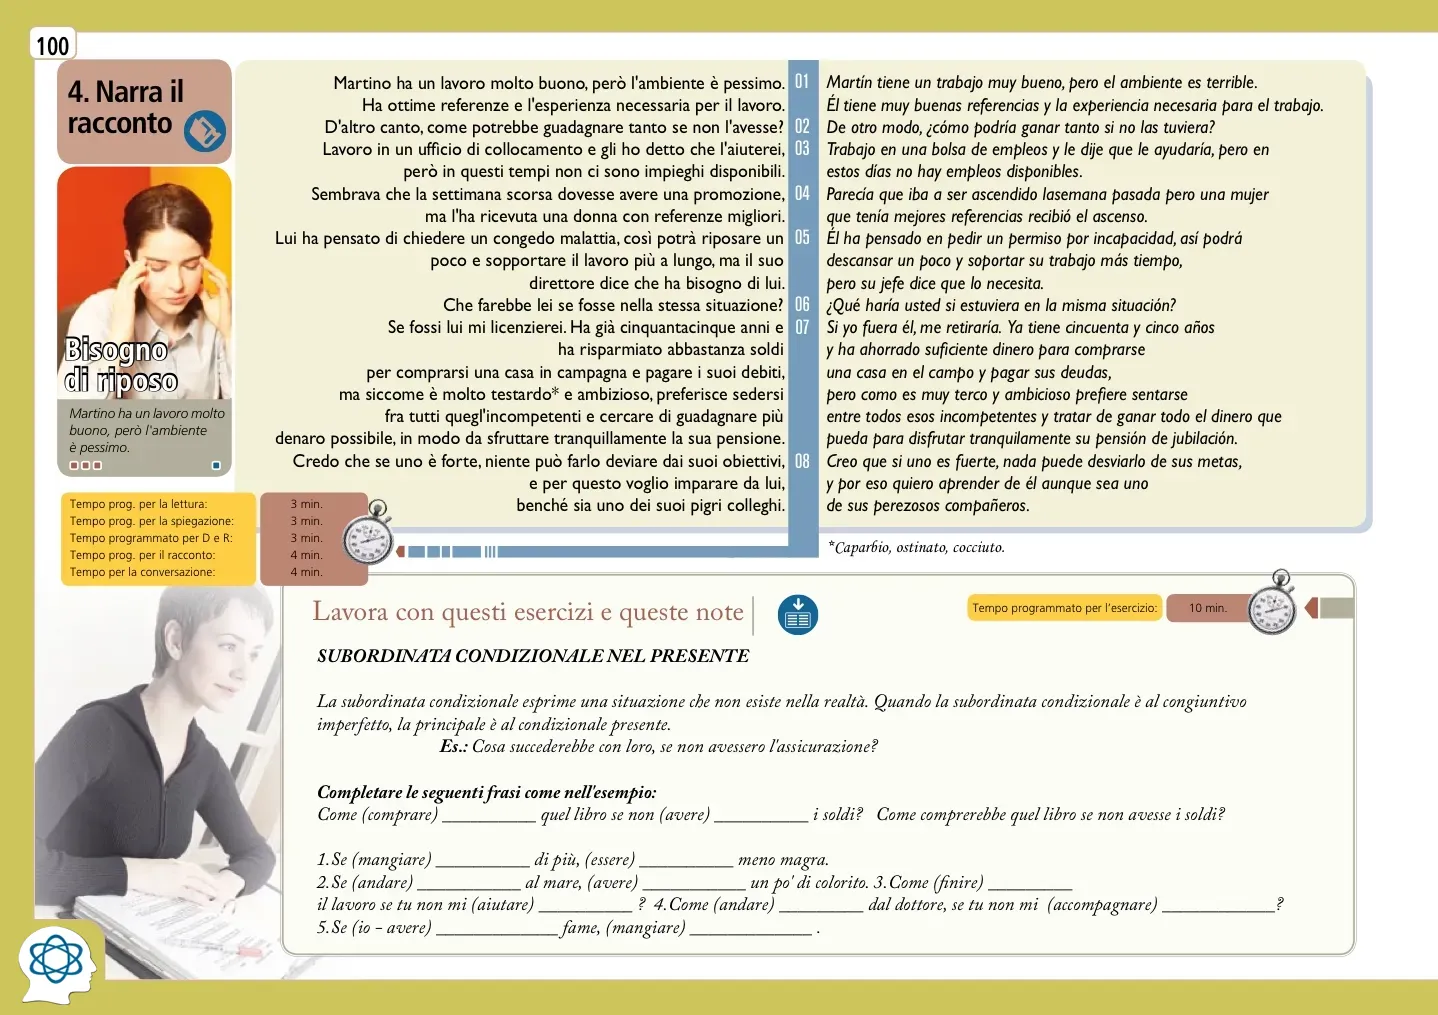 100
4. Narra il
racconto
Bisogno
di riposo
Martino ha un lavoro molto
buono, però l'ambiente
è pessimo.
Tempo prog. per la lettura: 3 min.
Tempo prog. per la spiegazione: 3 min.
Tempo programmato per D e R: 3 min.
Tempo prog. per il racconto: 4 min.
Tempo per la conversazione: 4 min.
Martino ha un lavoro molto buono, però l'ambiente è pessimo.
Ha ottime referenze e l'esperienza necessaria per il lavoro.
D'altro canto, come potrebbe guadagnare tanto se non l'avesse?
Lavoro in un ufficio di collocamento e gli ho detto che l'aiuterei,
però in questi tempi non ci sono impieghi disponibili.
Sembrava che la settimana scorsa dovesse avere una promozione,
ma l'ha ricevuta una donna con referenze migliori.
Lui ha pensato di chiedere un congedo malattia, così potrà riposare un
poco e sopportare il lavoro più a lungo, ma il suo
direttore dice che ha bisogno di lui.
Che farebbe lei se fosse nella stessa situazione?
Se fossi lui mi licenzierei. Ha già cinquantacinque anni e
ha risparmiato abbastanza soldi
per comprarsi una casa in campagna e pagare i suoi debiti,
ma siccome è molto testardo* e ambizioso, preferisce sedersi
fra tutti quegl'incompetenti e cercare di guadagnare più
denaro possibile, in modo da sfruttare tranquillamente la sua pensione.
Credo che se uno è forte, niente può farlo deviare dai suoi obiettivi,
e per questo voglio imparare da lui,
benché sia uno dei suoi pigri colleghi.
01
02
03
04
05
06
07
08
Martín tiene un trabajo muy bueno, pero el ambiente es terrible.
Él tiene muy buenas referencias y la experiencia necesaria para el trabajo.
De otro modo, ¿cómo podría ganar tanto si no las tuviera?
Trabajo en una bolsa de empleos y le dije que le ayudaría, pero en
estos días no hay empleos disponibles.
Parecía que iba a ser ascendido lasemana pasada pero una mujer
que tenía mejores referencias recibió el ascenso.
Él ha pensado en pedir un permiso por incapacidad, así podrá
descansar un poco y soportar su trabajo más tiempo,
pero su jefe dice que lo necesita.
¿Qué haría usted si estuviera en la misma situación?
Si yo fuera él, me retiraría. Ya tiene cincuenta y cinco años
y ha ahorrado suficiente dinero para comprarse
una casa en el campo y pagar sus deudas,
pero como es muy terco y ambicioso prefiere sentarse
entre todos esos incompetentes y tratar de ganar todo el dinero que
pueda para disfrutar tranquilamente su pensión de jubilación.
Creo que si uno es fuerte, nada puede desviarlo de sus metas,
y por eso quiero aprender de él aunque sea uno
de sus perezosos compañeros.
*Caparbio, ostinato, cocciuto.
Lavora con questi esercizi e queste note
Tempo programmato per l'esercizio: 10 min.
SUBORDINATA CONDIZIONALE NEL PRESENTE
La subordinata condizionale esprime una situazione che non esiste nella realtà. Quando la subordinata condizionale è al congiuntivo
imperfetto, la principale è al condizionale presente.
Es.: Cosa succederebbe con loro, se non avessero l'assicurazione?
Completare le seguenti frasi come nell'esempio:
Come (comprare) __________ quel libro se non (avere) __________ i soldi? Come comprerebbe quel libro se non avesse i soldi?
1.Se (mangiare) __________ di più, (essere) __________ meno magra.
2.Se (andare) ___________ al mare, (avere) ___________ un po' di colorito. 3.Come (finire) _________
il lavoro se tu non mi (aiutare) __________ ? 4.Come (andare) _________ dal dottore, se tu non mi (accompagnare) ____________?
5.Se (io - avere) _____________ fame, (mangiare) _____________ .